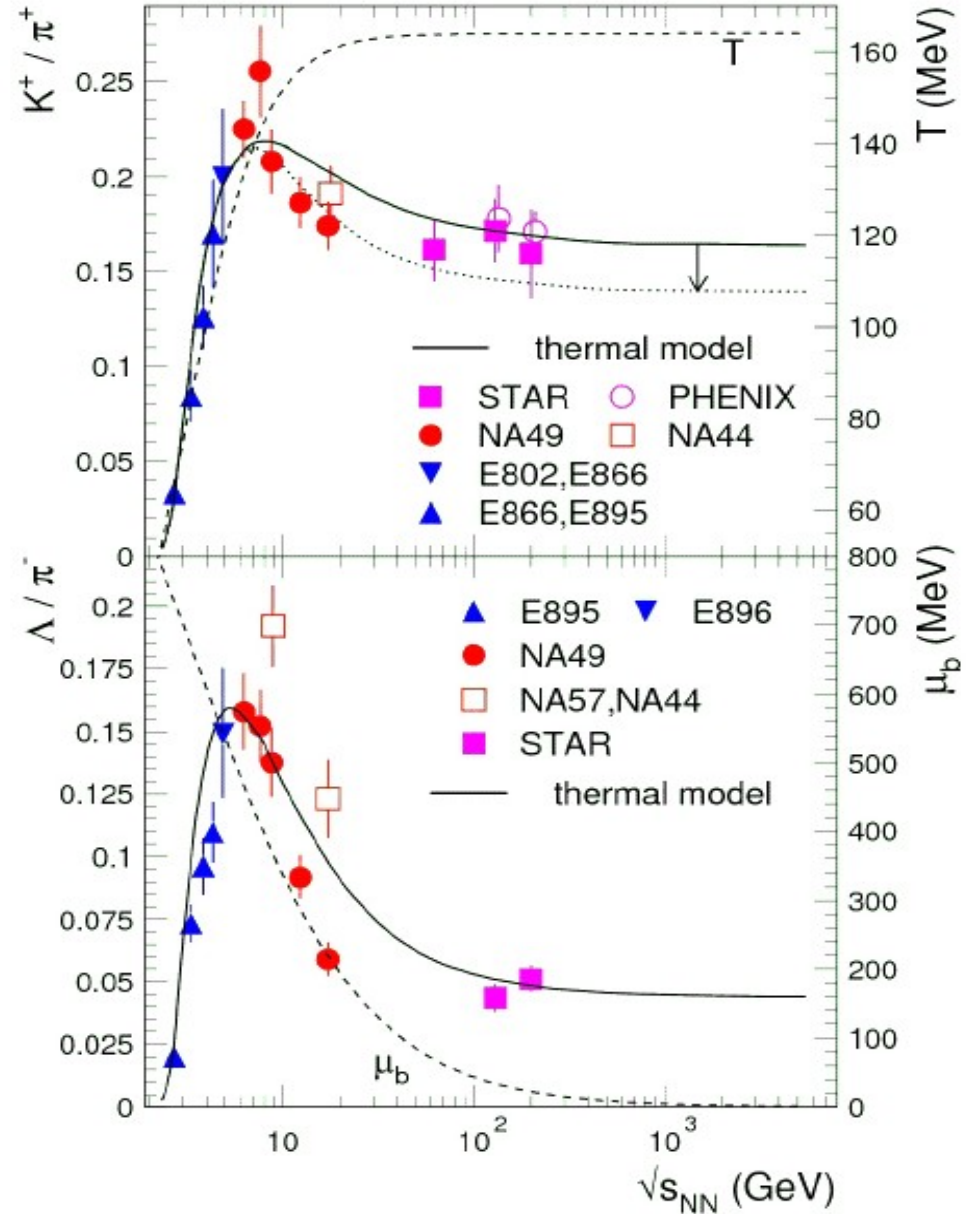 K⁺/π⁺
T (MeV)
0.25
0.2
0.15
0.1
0.05
0
160
140
120
100
80
60
T
thermal model
STAR PHENIX
NA49 NA44
E802,E866
E866,E895
Λ/π⁻
μb (MeV)
0.2
0.175
0.15
0.125
0.1
0.075
0.05
0.025
0
800
700
600
500
400
300
200
100
0
E895 E896
NA49
NA57,NA44
STAR
thermal model
μb
10 10² 10³
√sNN (GeV)